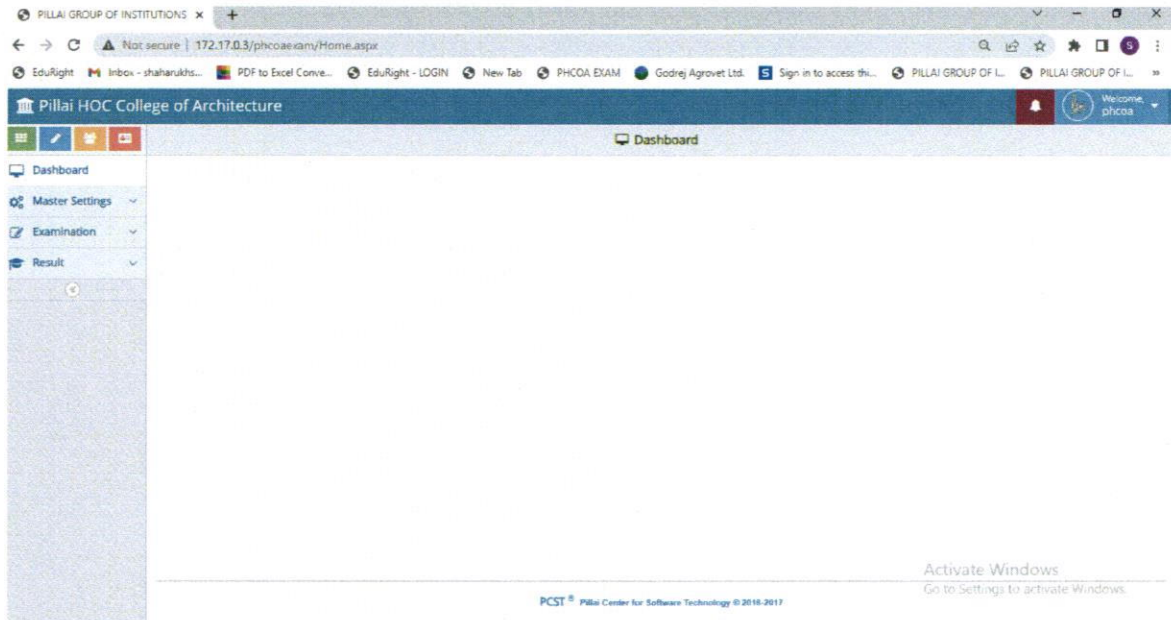 PILLAI GROUP OF INSTITUTIONS
Not secure | 172.17.0.3/phcoaexam/Home.aspx
EduRight Inbox - shaharukhs... PDF to Excel Conve... EduRight - LOGIN New Tab PHCOA EXAM Godrej Agrovet Ltd. Sign in to access thi... PILLAI GROUP OF I... PILLAI GROUP OF I...
Pillai HOC College of Architecture
Welcome, phcoa
Dashboard
Dashboard
Master Settings
Examination
Result
Activate Windows
Go to Settings to activate Windows.
PCST ® Pillai Center for Software Technology © 2016-2017